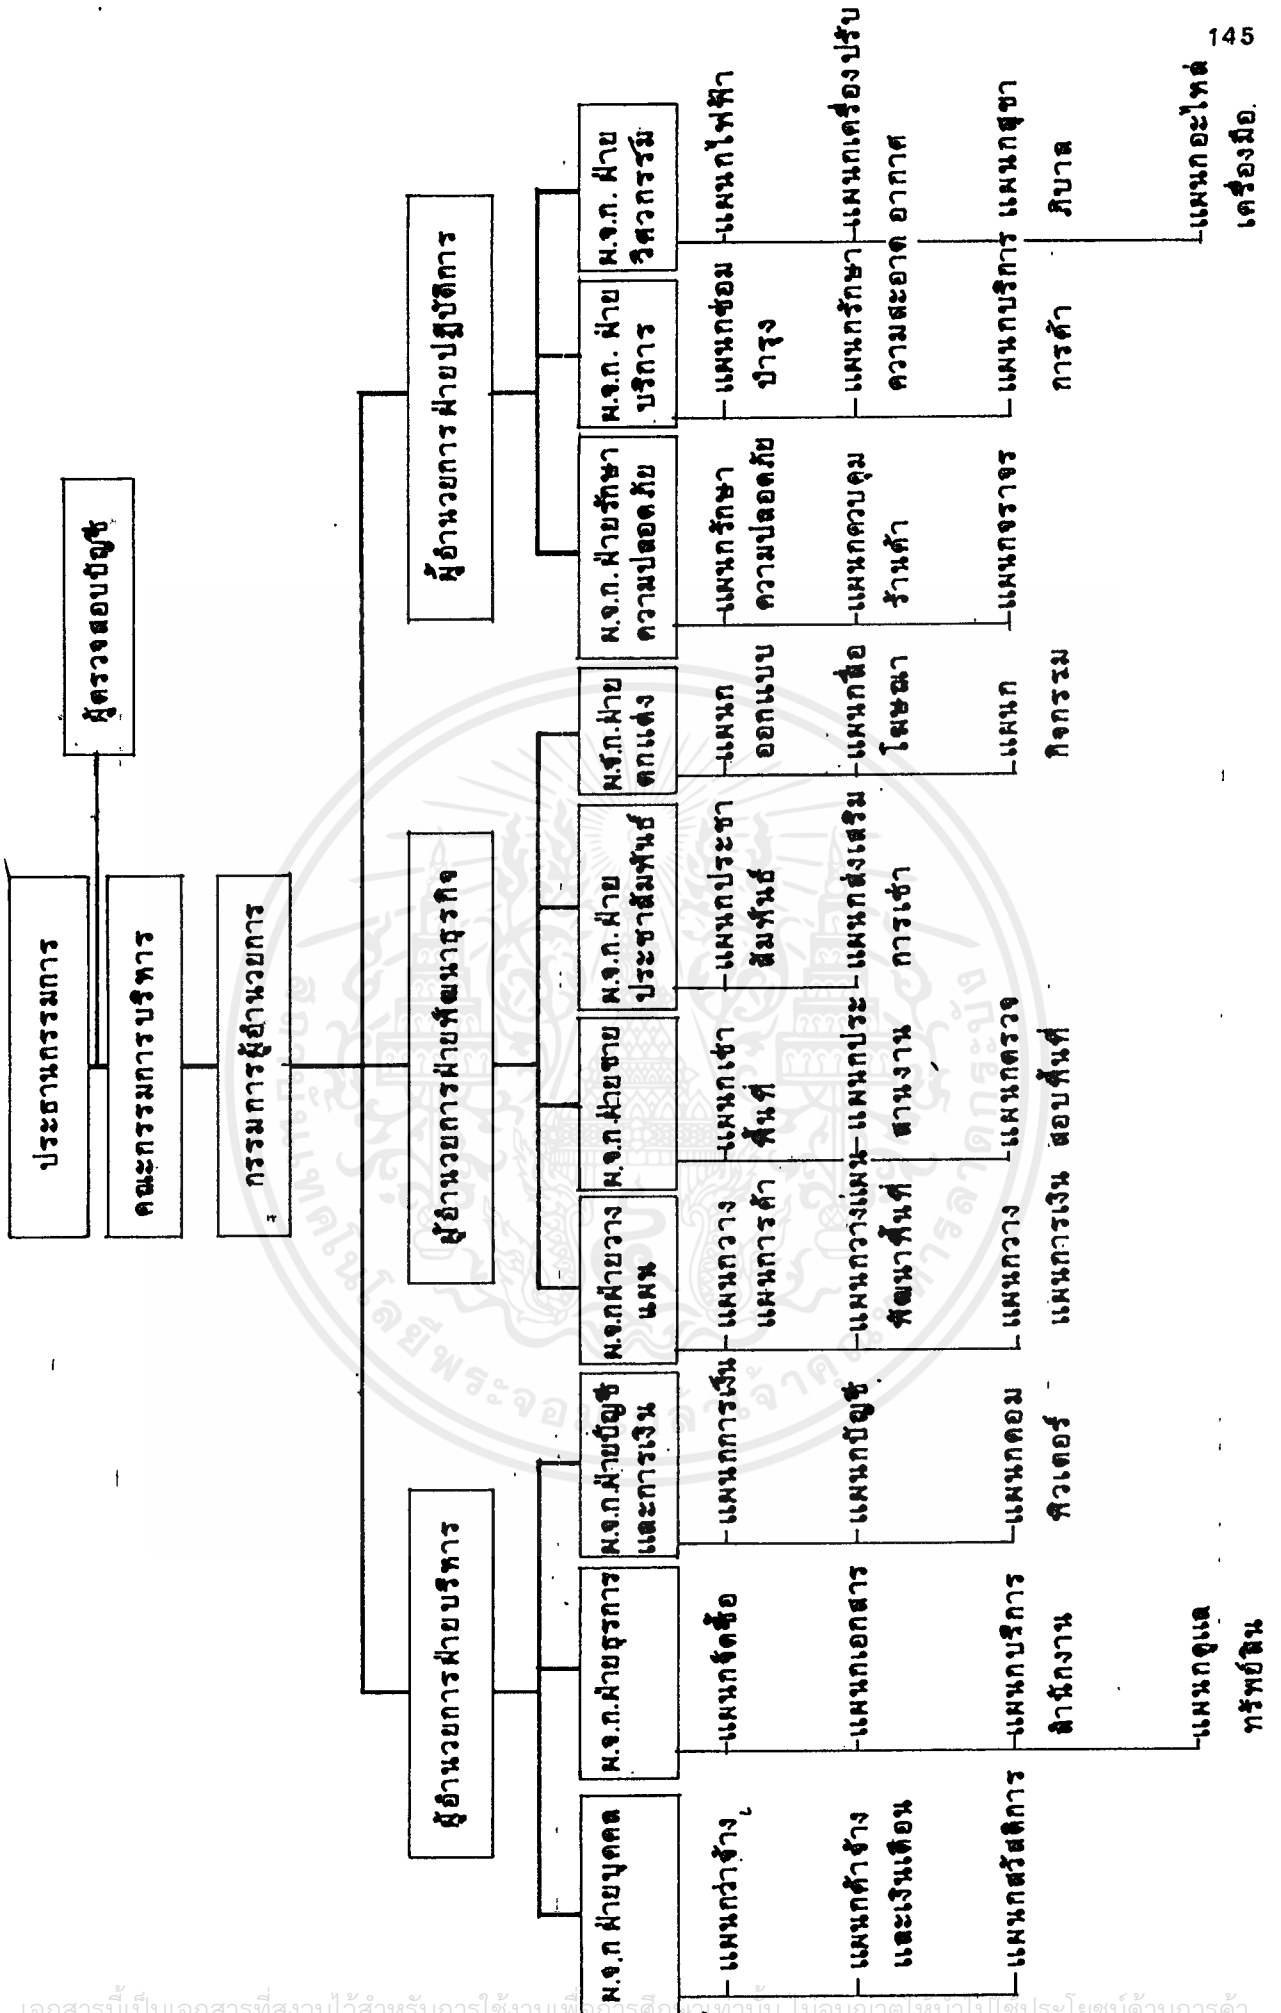 145
ประธานกรรมการ
ผู้ตรวจสอบบัญชี
คณะกรรมการบริหาร
กรรมการผู้อำนวยการ
ผู้อำนวยการฝ่ายบริหาร
ผู้อำนวยการฝ่ายพัฒนาธุรกิจ
ผู้อำนวยการฝ่ายปฏิบัติการ
ผ.จ.ก ฝ่ายบุคคล
แผนกว่าจ้าง
แผนกค่าจ้าง
และเงินเดือน
แผนกสวัสดิการ
ผ.จ.ก.ฝ่ายธุรการ
แผนกจัดซื้อ
แผนกเอกสาร
แผนกบริการ
สำนักงาน
แผนกดูแล
ทรัพย์สิน
ผ.จ.ก.ฝ่ายบัญชี
และการเงิน
แผนกการเงิน
แผนกบัญชี
แผนกคอม
พิวเตอร์
ผ.จ.กฝ่ายวาง
แผน
แผนกวาง
แผนการค้า
แผนกวางแผน
พัฒนาพื้นที่
แผนกวาง
แผนการเงิน
ผ.จ.ก.ฝ่ายขาย
แผนกเช่า
พื้นที่
แผนกประ
สานงาน
แผนกตรวจ
สอบพื้นที่
ผ.จ.ก.ฝ่าย
ประชาสัมพันธ์
แผนกประชา
สัมพันธ์
แผนกส่งเสริม
การเช่า
ผ.จ.ก.ฝ่าย
ตกแต่ง
แผนก
ออกแบบ
แผนกสื่อ
โฆษณา
แผนก
กิจกรรม
ผ.จ.ก.ฝ่ายรักษา
ความปลอดภัย
แผนกรักษา
ความปลอดภัย
แผนกควบคุม
ร้านค้า
แผนกจราจร
ผ.จ.ก. ฝ่าย
บริการ
แผนกซ่อม
บำรุง
แผนกรักษา
ความสะอาด
แผนกบริการ
การค้า
ผ.จ.ก. ฝ่าย
วิศวกรรม
แผนกไฟฟ้า
แผนกเครื่องปรับ
อากาศ
แผนกสุขา
ภิบาล
แผนกอะไหล่
เครื่องมือ.